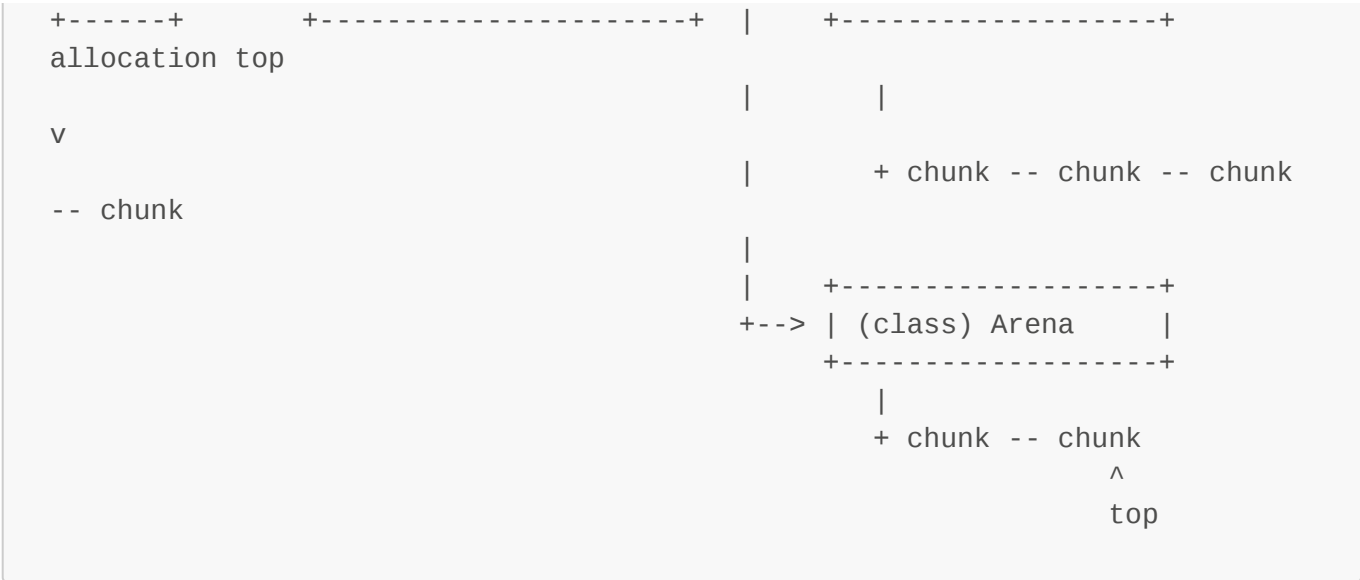 +------+       +-----------------------+  |    +-------------------+
allocation top
                                         |       |
v
                                         |       + chunk -- chunk -- chunk
-- chunk
                                         |
                                         |    +-------------------+
                                         +--> | (class) Arena     |
                                              +-------------------+
                                                 |
                                                 + chunk -- chunk
                                                               ^
                                                               top